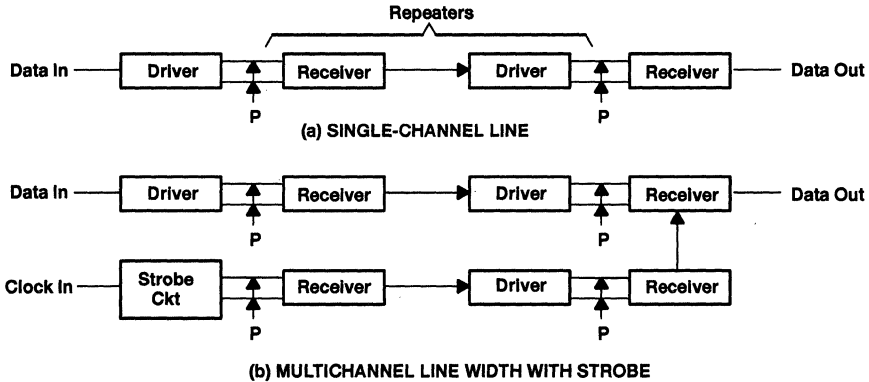 Repeaters
Data In Driver Receiver Driver Receiver Data Out
P P
(a) SINGLE-CHANNEL LINE
Data In Driver Receiver Driver Receiver Data Out
P P
Clock In Strobe Ckt Receiver Driver Receiver
P P
(b) MULTICHANNEL LINE WIDTH WITH STROBE